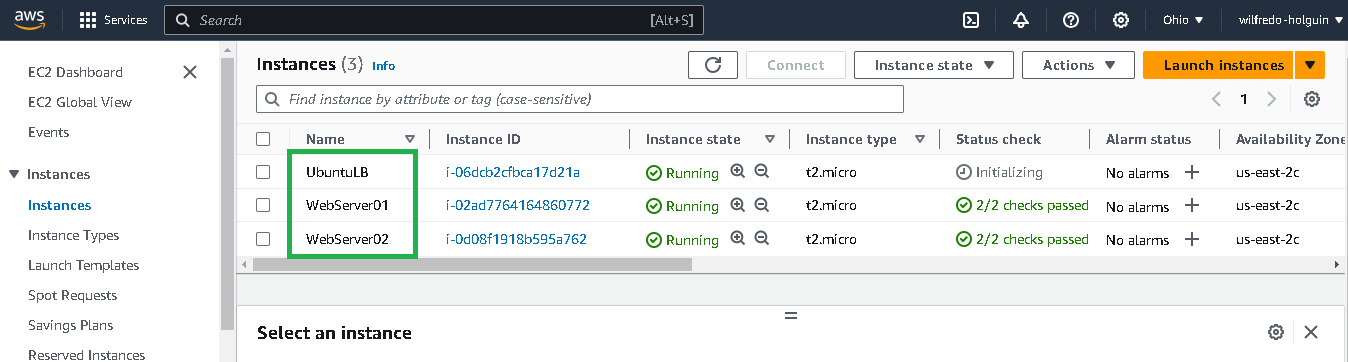 aws Services Search [Alt+S] Ohio wilfredo-holguin
EC2 Dashboard
EC2 Global View
Events
Instances
Instances
Instance Types
Launch Templates
Spot Requests
Savings Plans
Reserved Instances
Instances (3) Info Connect Instance state Actions Launch instances
Find instance by attribute or tag (case-sensitive) 1
Name Instance ID Instance state Instance type Status check Alarm status Availability Zone
UbuntuLB i-06dcb2cfbca17d21a Running t2.micro Initializing No alarms us-east-2c
WebServer01 i-02ad7764164860772 Running t2.micro 2/2 checks passed No alarms us-east-2c
WebServer02 i-0d08f1918b595a762 Running t2.micro 2/2 checks passed No alarms us-east-2c
Select an instance